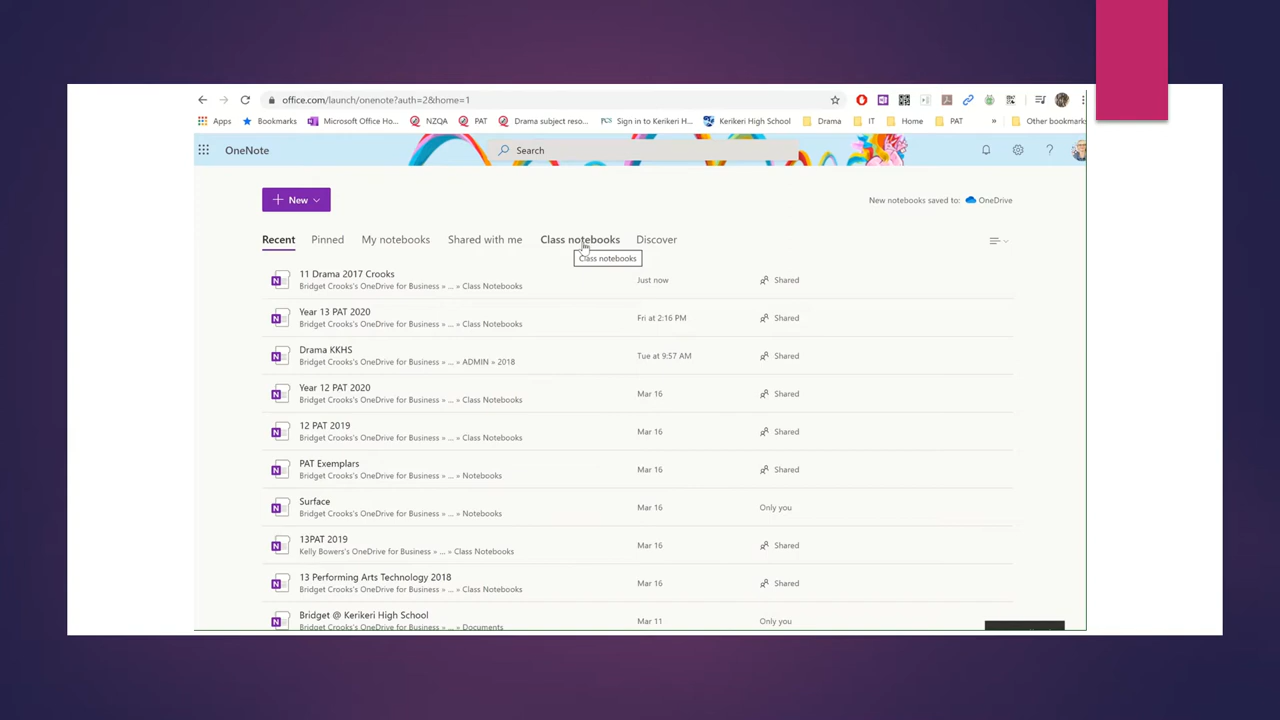 office.com/launch/onenote?auth=2&home=1
Apps Bookmarks Microsoft Office Ho... NZQA PAT Drama subject reso... Sign in to Kerikeri H... Kerikeri High School Drama IT Home PAT » Other bookmarks
OneNote Search ?
+ New New notebooks saved to: OneDrive
Recent Pinned My notebooks Shared with me Class notebooks Discover
Class notebooks
11 Drama 2017 Crooks Just now Shared
Bridget Crooks's OneDrive for Business » ... » Class Notebooks
Year 13 PAT 2020 Fri at 2:16 PM Shared
Bridget Crooks's OneDrive for Business » ... » Class Notebooks
Drama KKHS Tue at 9:57 AM Shared
Bridget Crooks's OneDrive for Business » ... » ADMIN » 2018
Year 12 PAT 2020 Mar 16 Shared
Bridget Crooks's OneDrive for Business » ... » Class Notebooks
12 PAT 2019 Mar 16 Shared
Bridget Crooks's OneDrive for Business » ... » Class Notebooks
PAT Exemplars Mar 16 Shared
Bridget Crooks's OneDrive for Business » ... » Notebooks
Surface Mar 16 Only you
Bridget Crooks's OneDrive for Business » ... » Notebooks
13PAT 2019 Mar 16 Shared
Kelly Bowers's OneDrive for Business » ... » Class Notebooks
13 Performing Arts Technology 2018 Mar 16 Shared
Bridget Crooks's OneDrive for Business » ... » Class Notebooks
Bridget @ Kerikeri High School Mar 11 Only you
Bridget Crooks's OneDrive for Business » ... » Documents